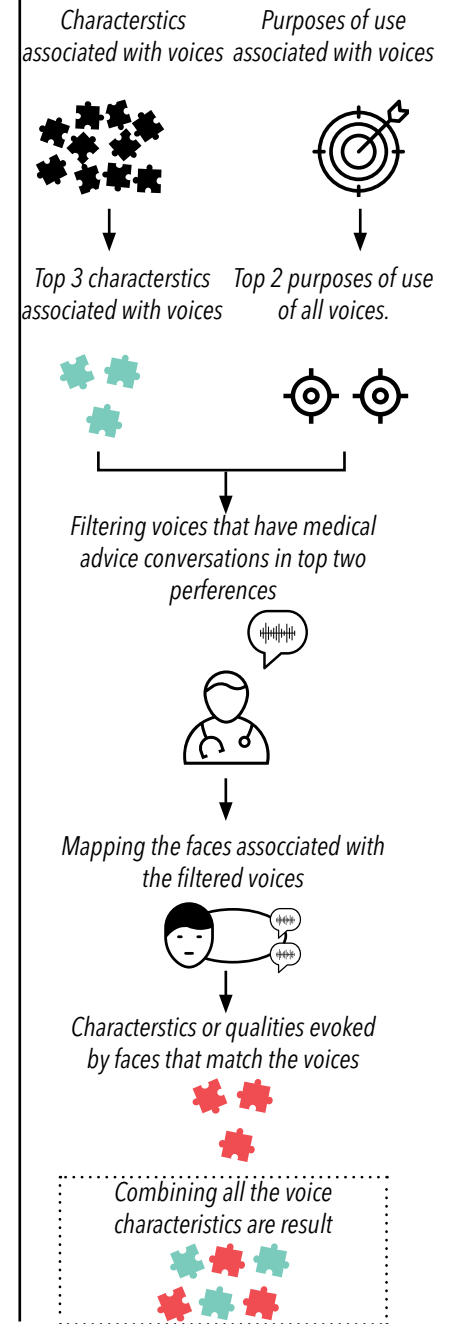 Characterstics
associated with voices
Purposes of use
associated with voices
Top 3 characterstics
associated with voices
Top 2 purposes of use
of all voices.
Filtering voices that have medical
advice conversations in top two
perferences
Mapping the faces assocciated with
the filtered voices
Characterstics or qualities evoked
by faces that match the voices
Combining all the voice
characteristics are result